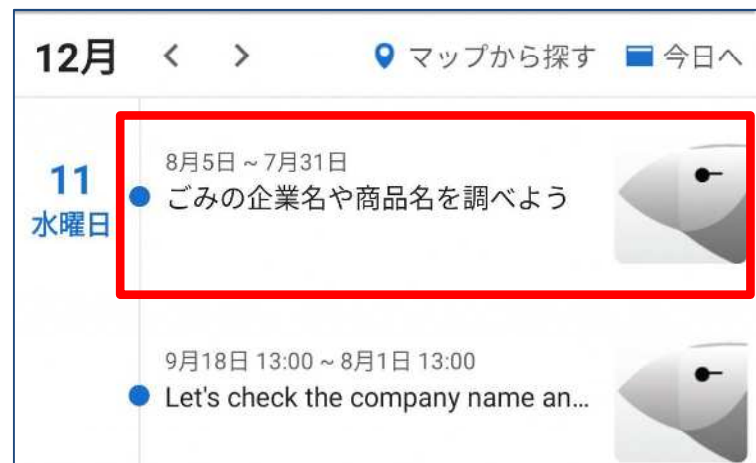 12月 < > マップから探す 今日へ
11
水曜日
8月5日 ~ 7月31日
ごみの企業名や商品名を調べよう
9月18日 13:00 ~ 8月1日 13:00
Let's check the company name an...